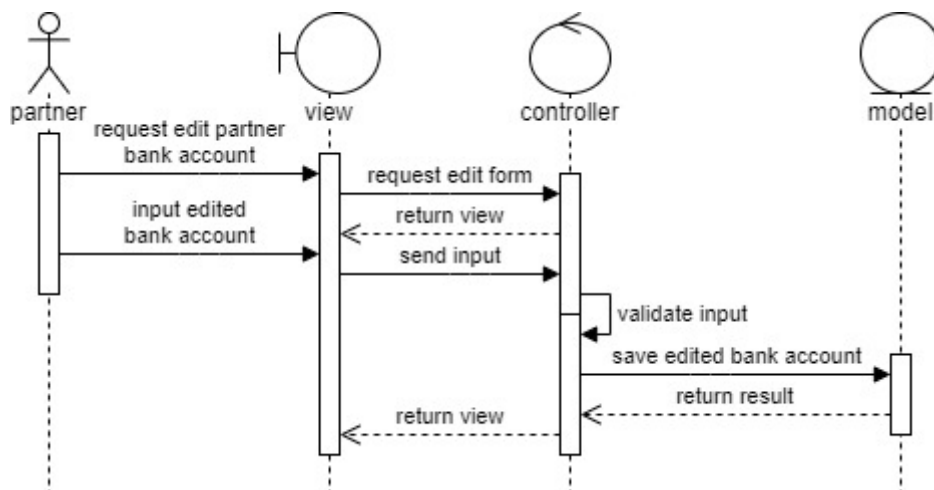 partner
view
controller
model
request edit partner
bank account
request edit form
return view
input edited
bank account
send input
validate input
save edited bank account
return result
return view